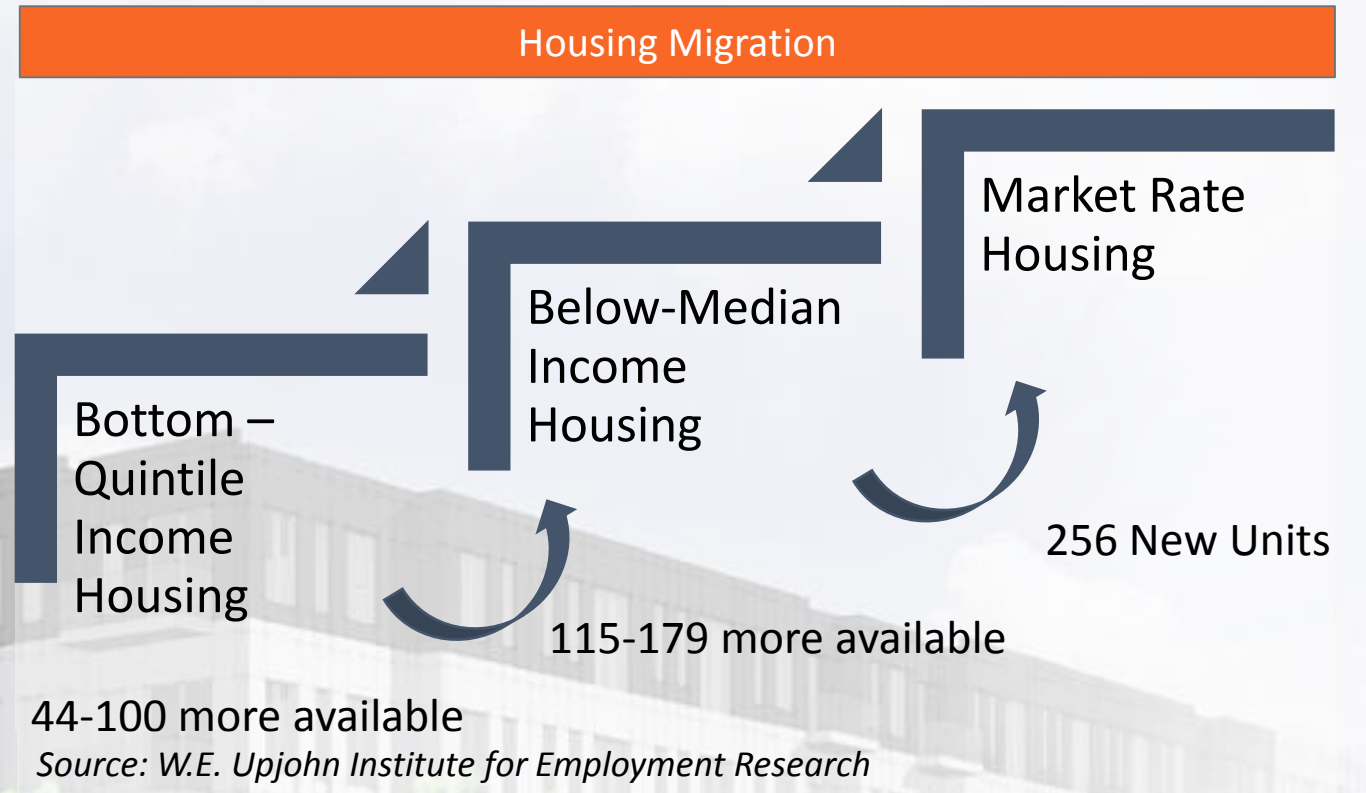 Housing Migration
Market Rate
Housing
Below-Median
Income
Housing
Bottom –
Quintile
Income
Housing
256 New Units
115-179 more available
44-100 more available
Source: W.E. Upjohn Institute for Employment Research